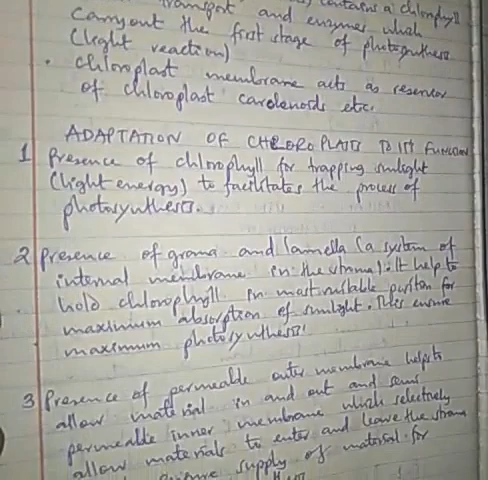 transport and enzymes which
carryout the first stage of photosynthesis
(light reaction)
• chloroplast membrane acts as
of chloroplast carotenoids etc.
ADAPTATION OF CHLOROPLAST TO ITS FUNCTION
1 Presence of chlorophyll for trapping sunlight
(light energy) to facilitates the process of
photosynthesis.
2 presence of grana and lamella (a system of
internal membrane in the stroma). It help to
hold chlorophyll in most suitable position for
maximum absorption of sunlight. This ensure
maximum photosynthesis.
3 Presence of permeable outer membrane helps to
allow material in and out and semi
permeable inner membrane which selectively
allow materials to enter and leave the stroma
supply of material for